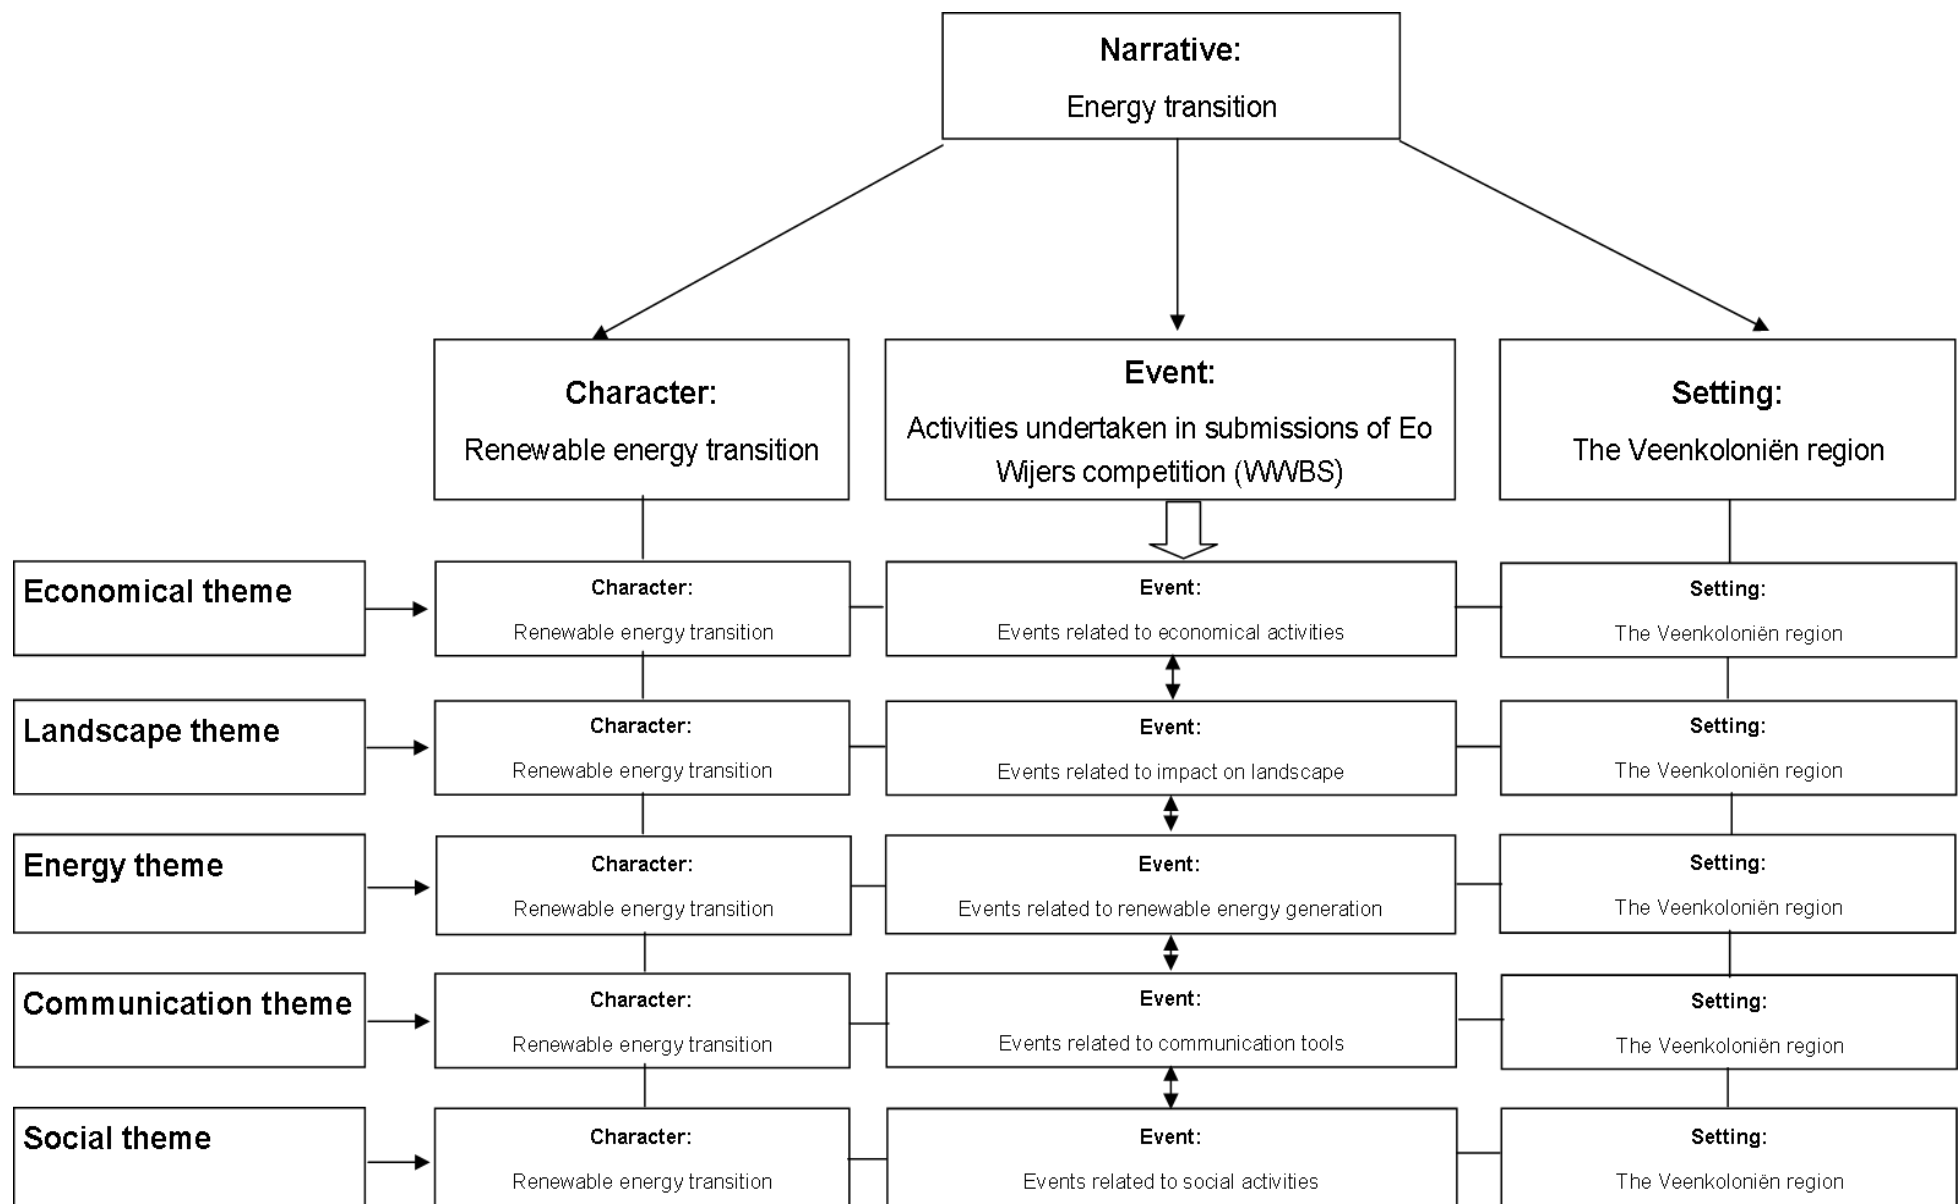 Narrative:
Energy transition
Character:
Renewable energy transition
Event:
Activities undertaken in submissions of Eo
Wijers competition (WWBS)
Setting:
The Veenkoloniën region
Economical theme
Character:
Renewable energy transition
Event:
Events related to economical activities
Setting:
The Veenkoloniën region
Landscape theme
Character:
Renewable energy transition
Event:
Events related to impact on landscape
Setting:
The Veenkoloniën region
Energy theme
Character:
Renewable energy transition
Event:
Events related to renewable energy generation
Setting:
The Veenkoloniën region
Communication theme
Character:
Renewable energy transition
Event:
Events related to communication tools
Setting:
The Veenkoloniën region
Social theme
Character:
Renewable energy transition
Event:
Events related to social activities
Setting:
The Veenkoloniën region